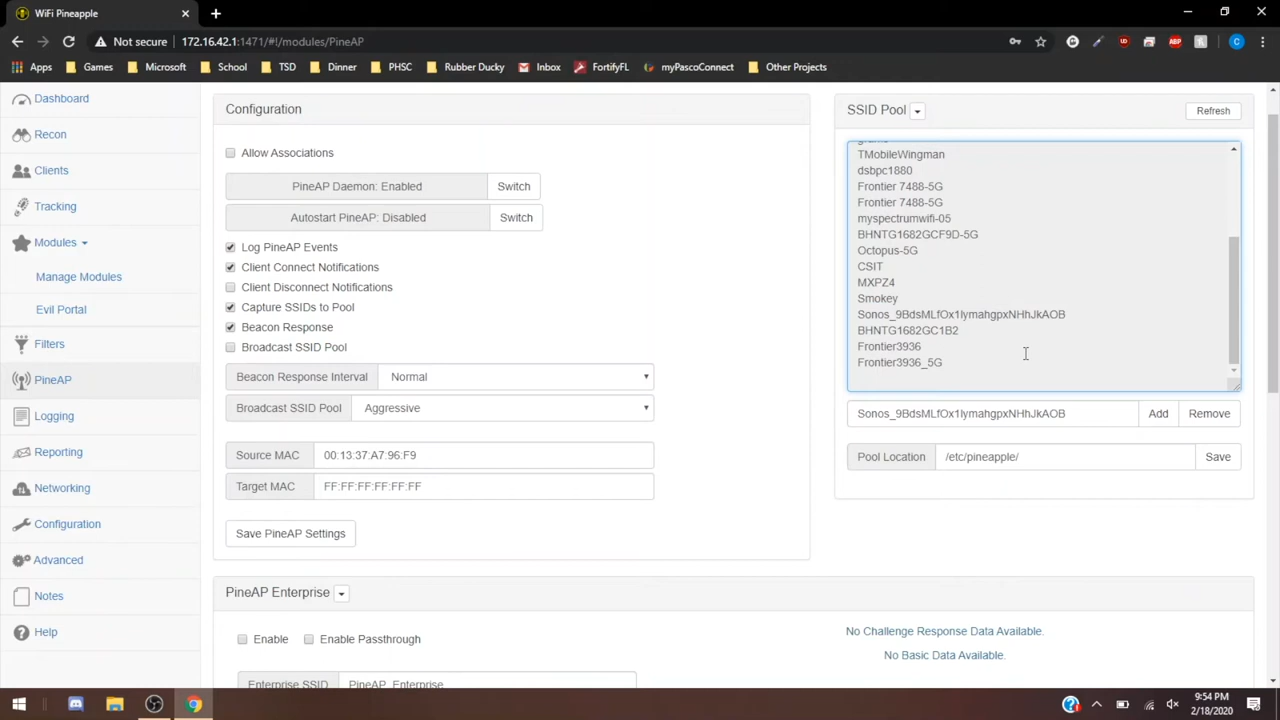 WiFi Pineapple
Not secure | 172.16.42.1:1471/#!/modules/PineAP
Apps Games Microsoft School TSD Dinner PHSC Rubber Ducky Inbox FortifyFL myPascoConnect Other Projects
Dashboard
Recon
Clients
Tracking
Modules
Manage Modules
Evil Portal
Filters
PineAP
Logging
Reporting
Networking
Configuration
Advanced
Notes
Help
Configuration
Allow Associations
PineAP Daemon: Enabled Switch
Autostart PineAP: Disabled Switch
Log PineAP Events
Client Connect Notifications
Client Disconnect Notifications
Capture SSIDs to Pool
Beacon Response
Broadcast SSID Pool
Beacon Response Interval Normal
Broadcast SSID Pool Aggressive
Source MAC 00:13:37:A7:96:F9
Target MAC FF:FF:FF:FF:FF:FF
Save PineAP Settings
SSID Pool Refresh
TMobileWingman
dsbpc1880
Frontier 7488-5G
Frontier 7488-5G
myspectrumwifi-05
BHNTG1682GCF9D-5G
Octopus-5G
CSIT
MXPZ4
Smokey
Sonos_9BdsMLfOx1lymahgpxNHhJkAOB
BHNTG1682GC1B2
Frontier3936
Frontier3936_5G
Sonos_9BdsMLfOx1lymahgpxNHhJkAOB Add Remove
Pool Location /etc/pineapple/ Save
PineAP Enterprise
Enable Enable Passthrough
Enterprise SSID PineAP_Enterprise
No Challenge Response Data Available.
No Basic Data Available.
9:54 PM
2/18/2020